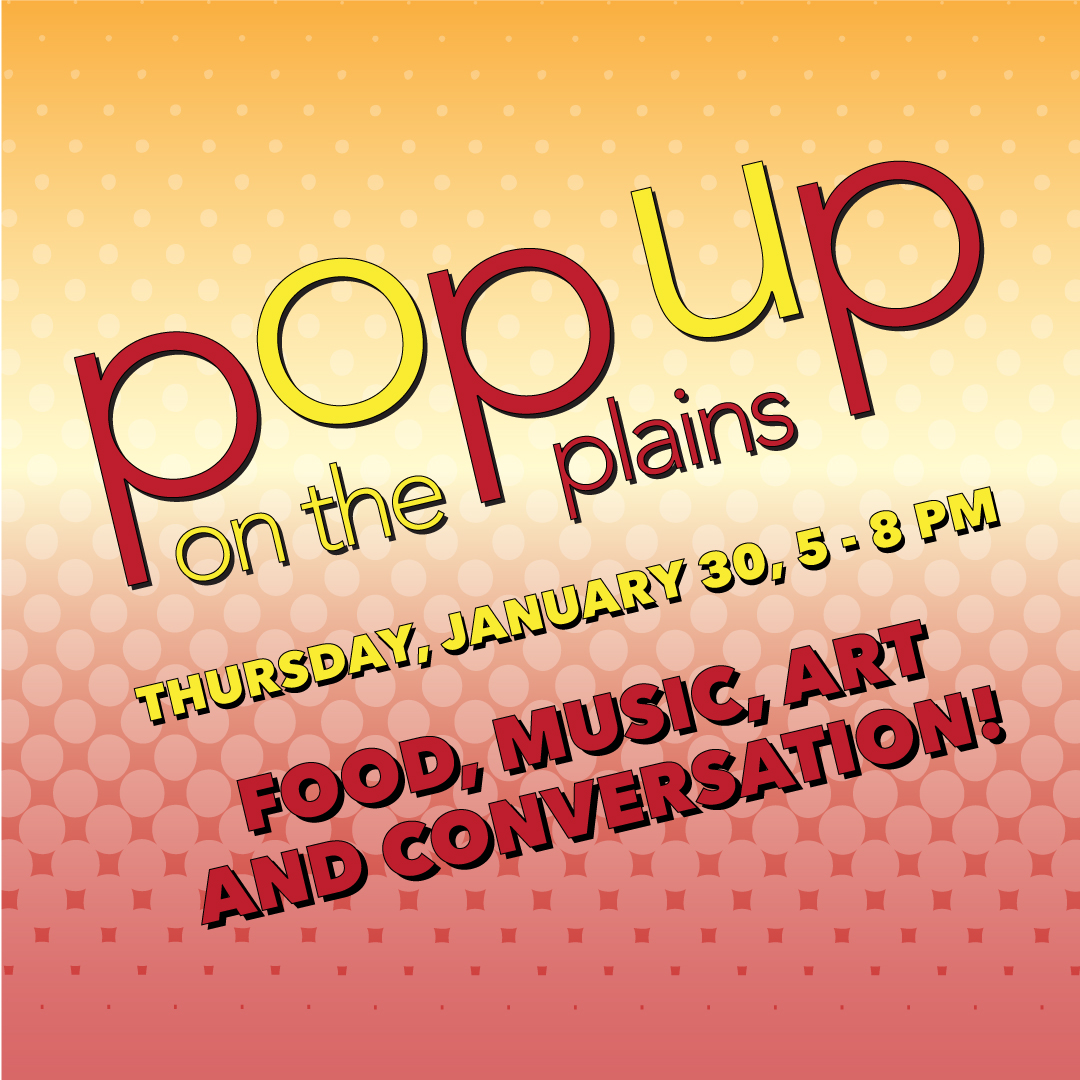 pop up
on the plains
THURSDAY, JANUARY 30, 5 - 8 PM
FOOD, MUSIC, ART
AND CONVERSATION!